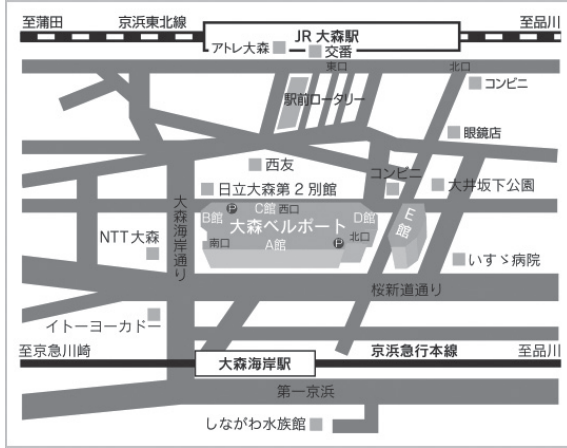 至蒲田
京浜東北線
JR 大森駅
至品川
アトレ大森
交番
東口
北口
コンビニ
駅前ロータリー
眼鏡店
西友
コンビニ
日立大森第2別館
大井坂下公園
大森海岸通り
B館
P
C館
西口
D館
E館
大森ベルポート
NTT大森
南口
A館
P
北口
いすゞ病院
桜新道通り
イトーヨーカドー
至京急川崎
大森海岸駅
京浜急行本線
至品川
第一京浜
しながわ水族館